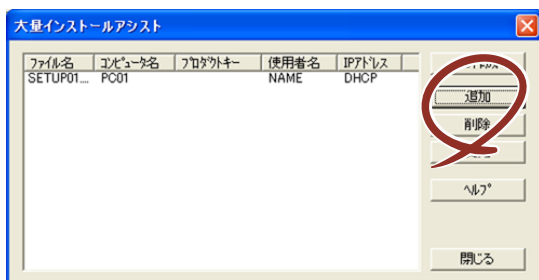 大量インストールアシスト
ファイル名 コンピュータ名 プロダクトキー 使用者名 IPアドレス
SETUP01... PC01 NAME DHCP
追加
削除
ヘルプ
閉じる